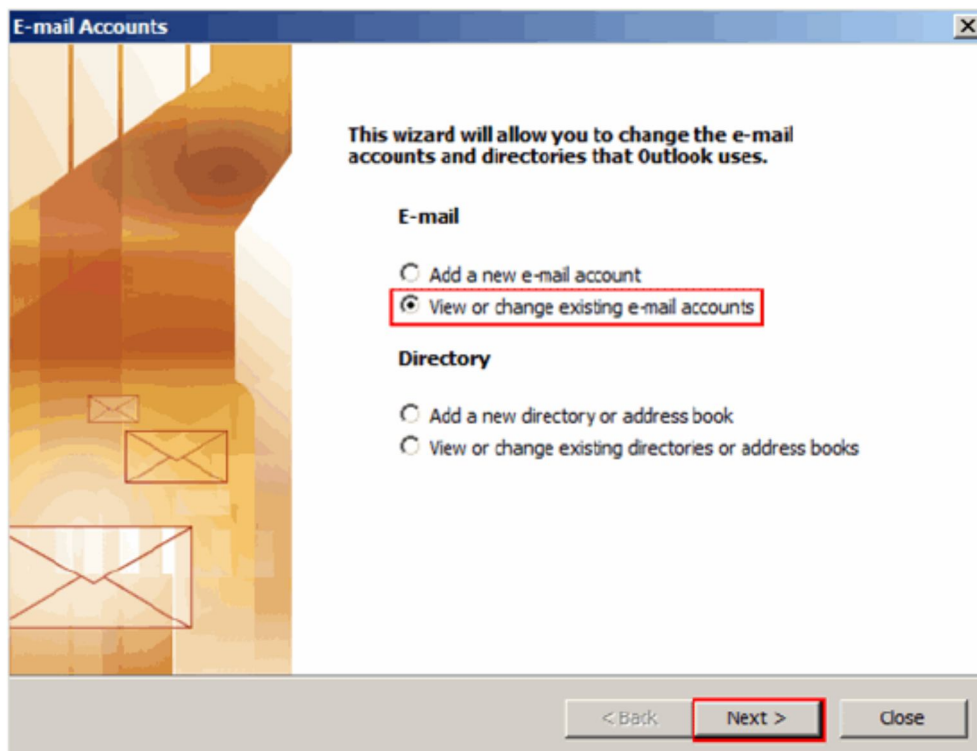 E-mail Accounts
This wizard will allow you to change the e-mail
accounts and directories that Outlook uses.
E-mail
Add a new e-mail account
View or change existing e-mail accounts
Directory
Add a new directory or address book
View or change existing directories or address books
< Back Next > Close